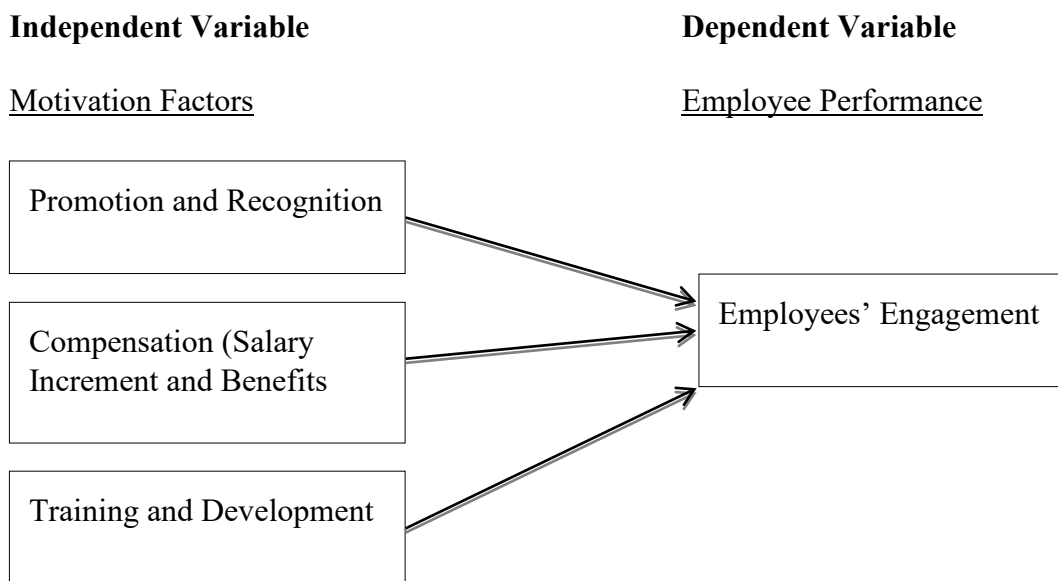 Independent Variable
Dependent Variable
Motivation Factors
Employee Performance
Promotion and Recognition
Compensation (Salary
Increment and Benefits
Training and Development
Employees’ Engagement